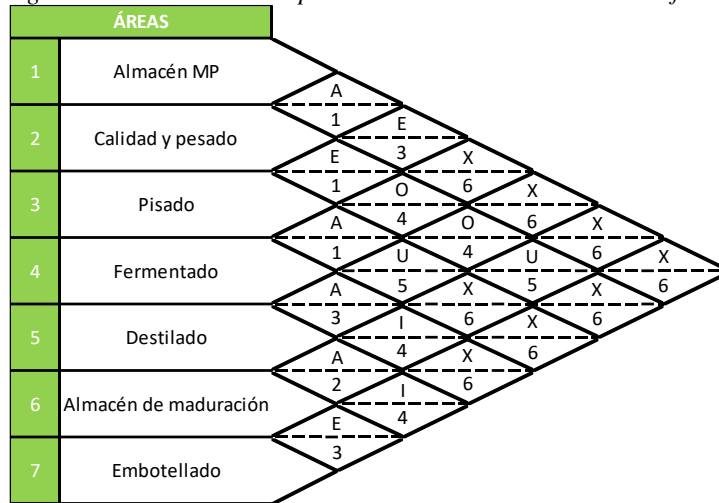 ÁREAS
1 Almacén MP
A
1 E
2 Calidad y pesado
E 3 X
1 O 6 X
3 Pisado
A 4 O 6 X
1 U 4 U 6 X
4 Fermentado
A 5 X 5 X 6
3 I 6 X 6
5 Destilado
A 4 X 6
2 I 6
6 Almacén de maduración
E 4
3
7 Embotellado